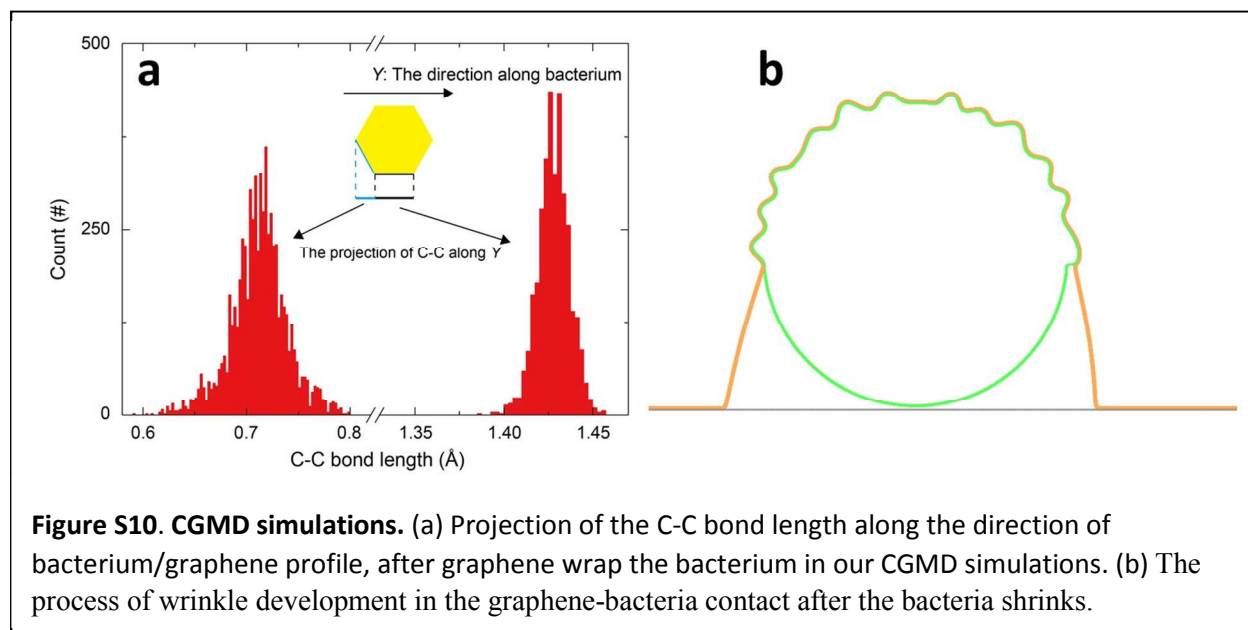 500
a
b
Y: The direction along bacterium
Count (#)
250
The projection of C-C along Y
0
0.6 0.7 0.8 1.35 1.40 1.45
C-C bond length (Å)
Figure S10. CGMD simulations. (a) Projection of the C-C bond length along the direction of
bacterium/graphene profile, after graphene wrap the bacterium in our CGMD simulations. (b) The
process of wrinkle development in the graphene-bacteria contact after the bacteria shrinks.